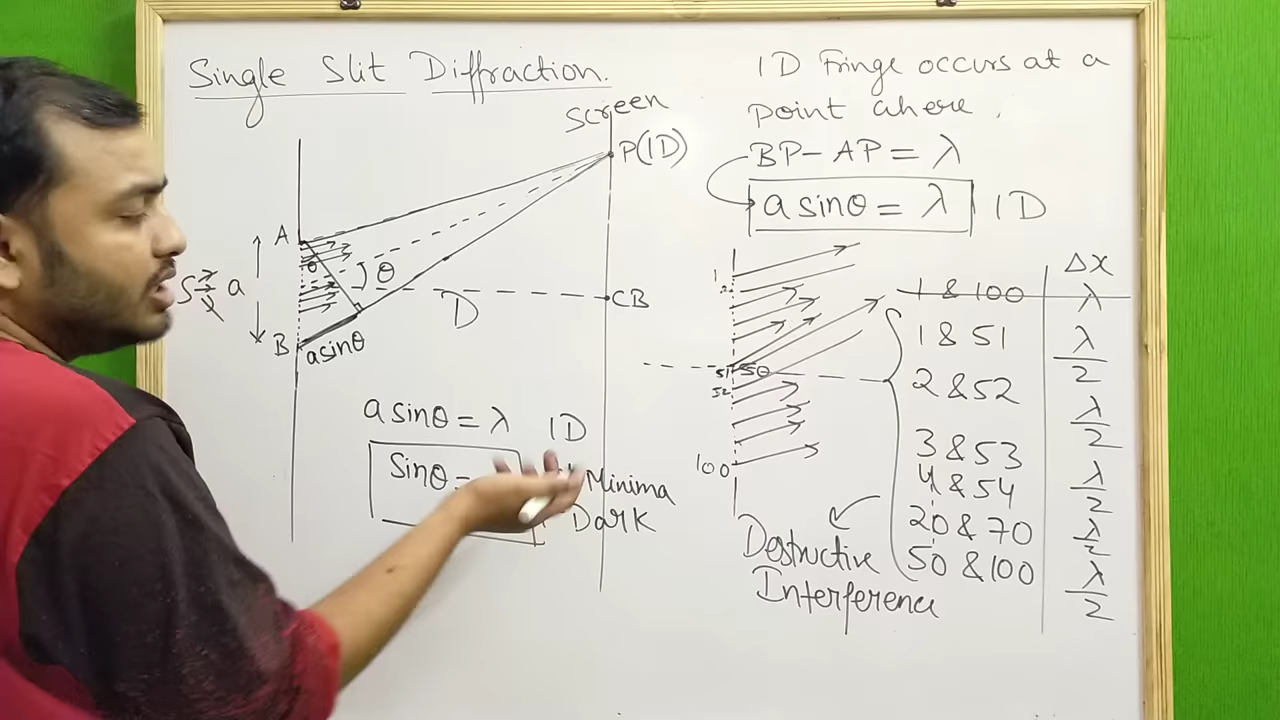 Single Slit Diffraction.
Screen
P(1D)
A
θ
θ
a
D
CB
B
a sinθ
a sinθ = λ 1D
Sinθ =
Minima
Dark
1D Fringe occurs at a
point where,
BP - AP = λ
a sinθ = λ 1D
1
2
51
52
100
θ
Δx
1 & 100 λ
1 & 51 λ/2
2 & 52 λ/2
3 & 53 λ/2
4 & 54
20 & 70 λ/2
50 & 100 λ/2
Destructive
Interference